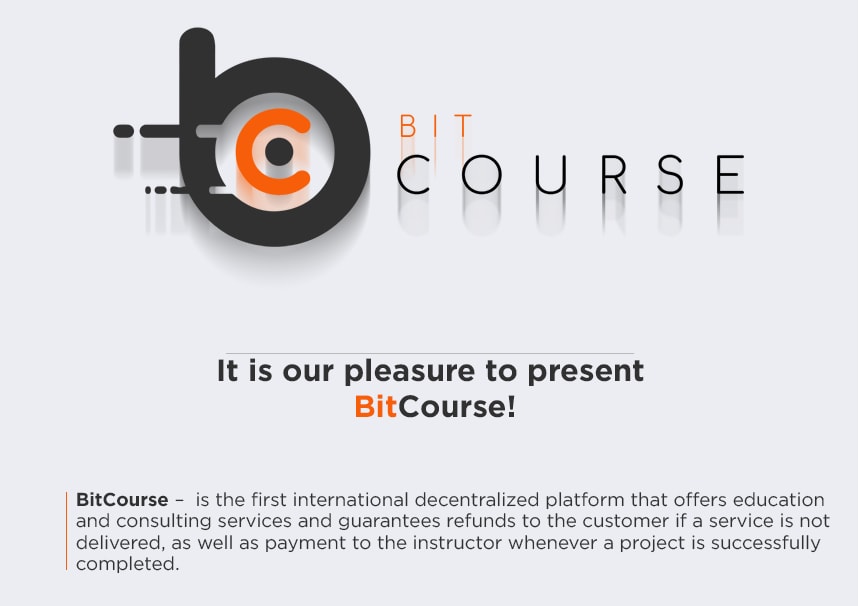 BIT
COURSE
It is our pleasure to present
BitCourse!
BitCourse – is the first international decentralized platform that offers education
and consulting services and guarantees refunds to the customer if a service is not
delivered, as well as payment to the instructor whenever a project is successfully
completed.